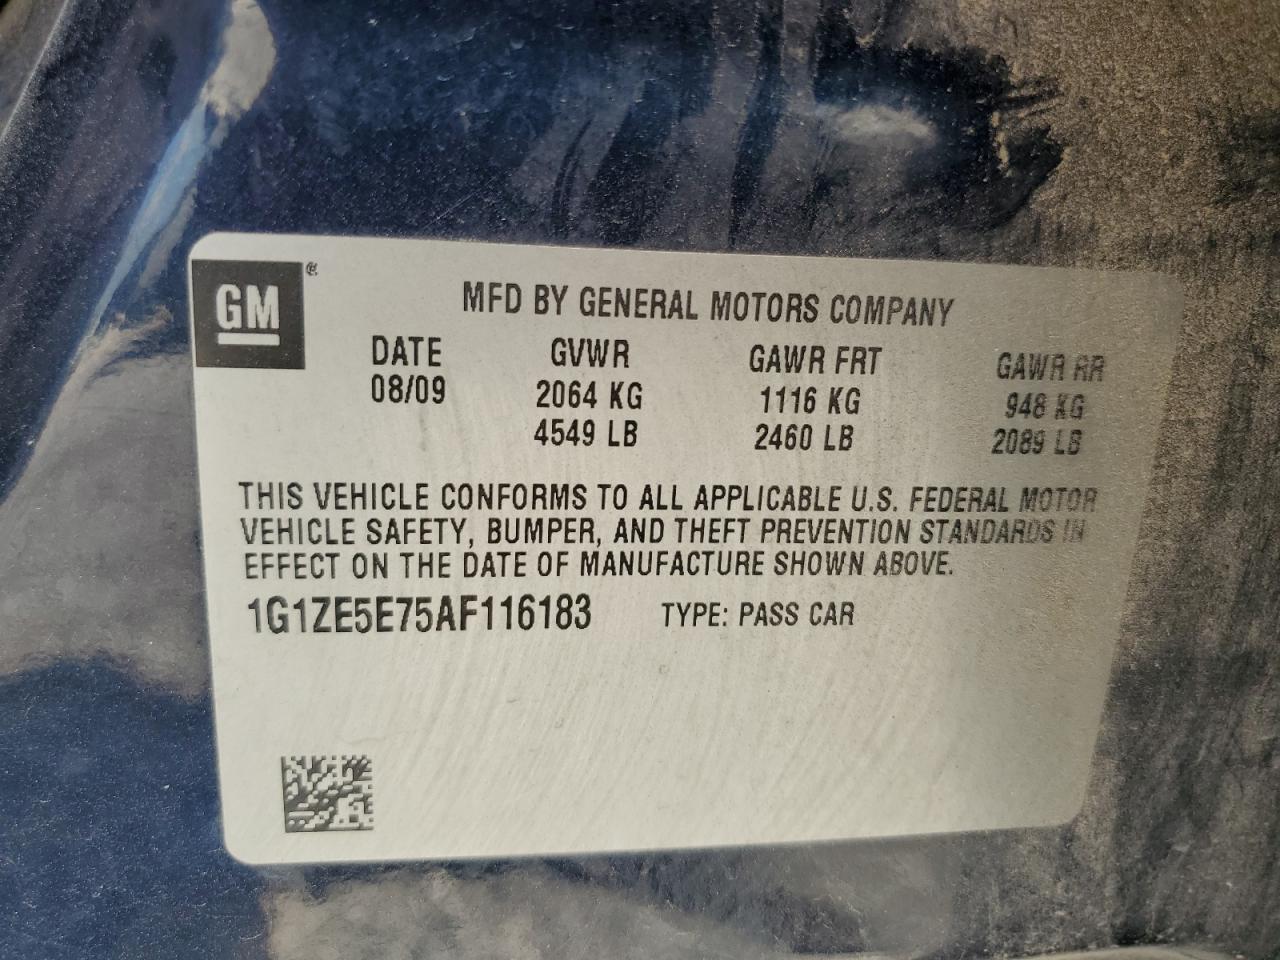 GM ®
MFD BY GENERAL MOTORS COMPANY
DATE GVWR GAWR FRT GAWR RR
08/09 2064 KG 1116 KG 948 KG
4549 LB 2460 LB 2089 LB
THIS VEHICLE CONFORMS TO ALL APPLICABLE U.S. FEDERAL MOTOR
VEHICLE SAFETY, BUMPER, AND THEFT PREVENTION STANDARDS IN
EFFECT ON THE DATE OF MANUFACTURE SHOWN ABOVE.
1G1ZE5E75AF116183 TYPE: PASS CAR